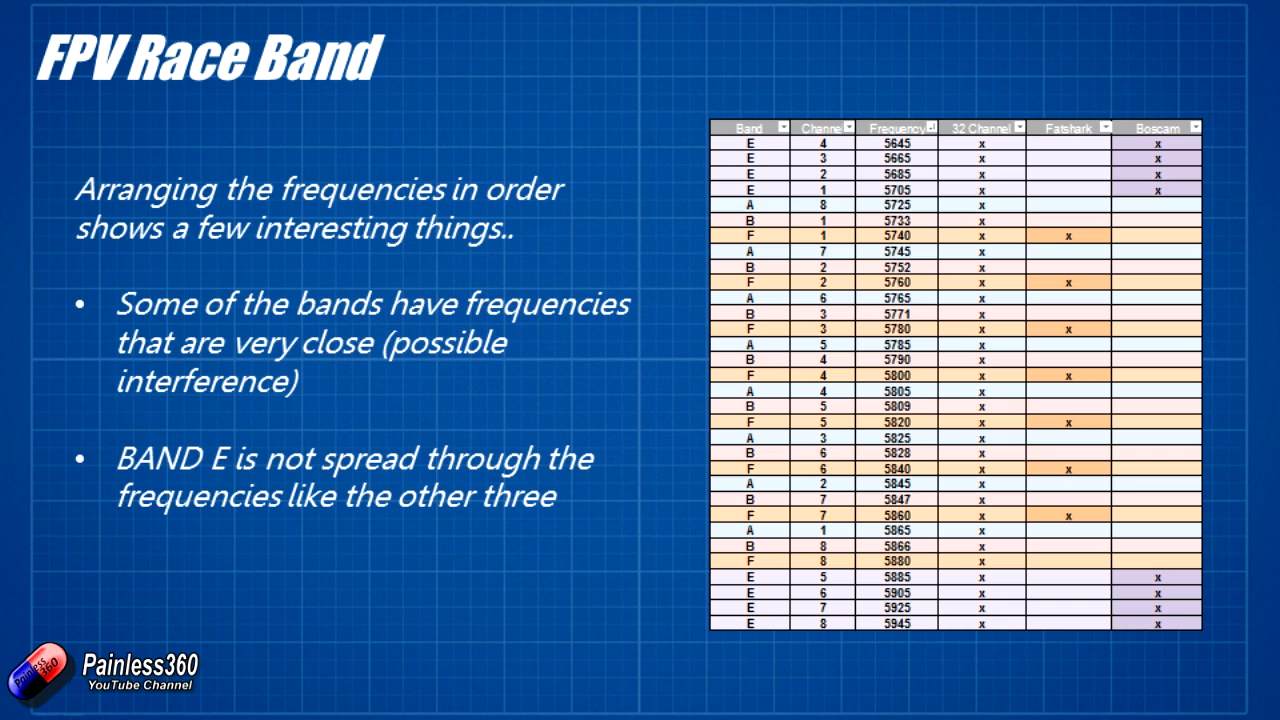 FPV Race Band
Arranging the frequencies in order
shows a few interesting things..
• Some of the bands have frequencies
that are very close (possible
interference)
• BAND E is not spread through the
frequencies like the other three
Band Channe Frequency 32 Channel Fatshark Boscam
E 4 5645 x x
E 3 5665 x x
E 2 5685 x x
E 1 5705 x x
A 8 5725 x
B 1 5733 x
F 1 5740 x x
A 7 5745 x
B 2 5752 x
F 2 5760 x x
A 6 5765 x
B 3 5771 x
F 3 5780 x x
A 5 5785 x
B 4 5790 x
F 4 5800 x x
A 4 5805 x
B 5 5809 x
F 5 5820 x x
A 3 5825 x
B 6 5828 x
F 6 5840 x x
A 2 5845 x
B 7 5847 x
F 7 5860 x x
A 1 5865 x
B 8 5866 x
F 8 5880 x
E 5 5885 x x
E 6 5905 x x
E 7 5925 x x
E 8 5945 x x
Painless
360
Painless360
YouTube Channel